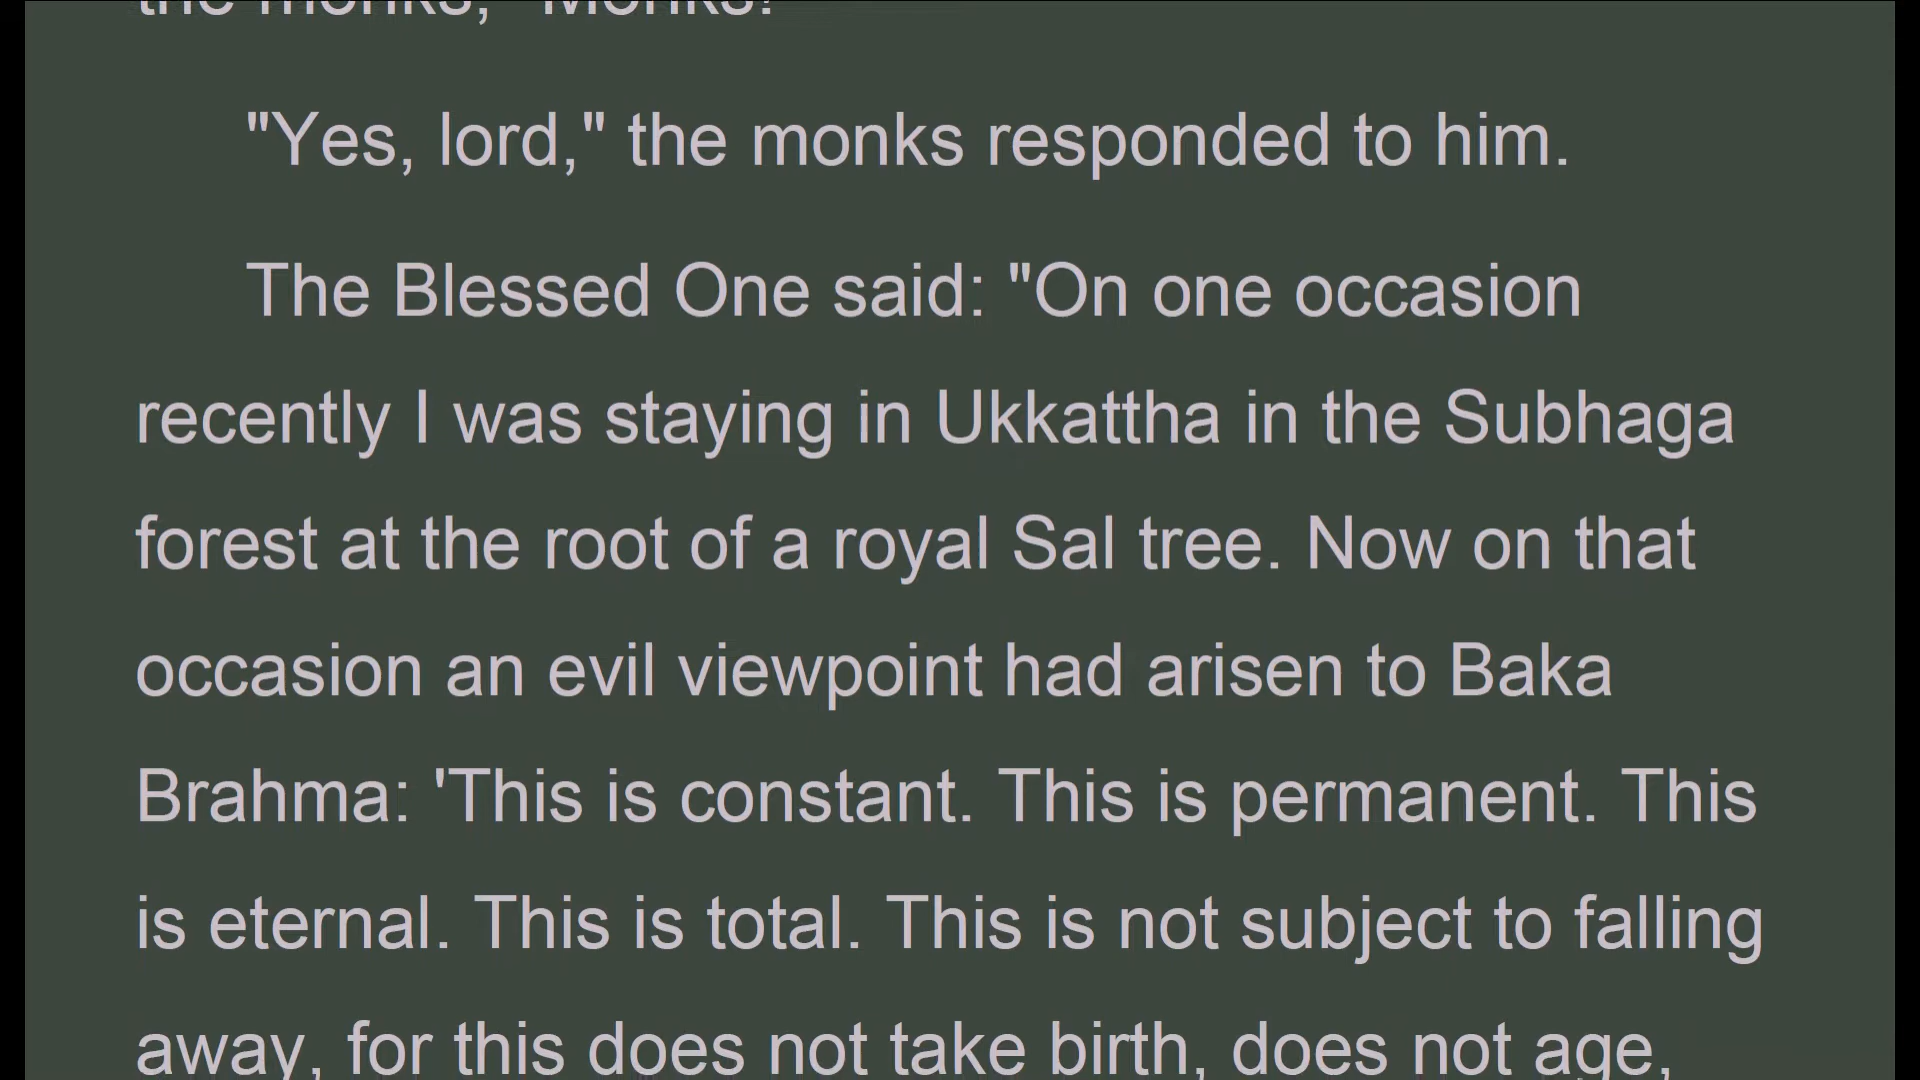 the monks, "Monks!"
"Yes, lord," the monks responded to him.
The Blessed One said: "On one occasion
recently I was staying in Ukkattha in the Subhaga
forest at the root of a royal Sal tree. Now on that
occasion an evil viewpoint had arisen to Baka
Brahma: 'This is constant. This is permanent. This
is eternal. This is total. This is not subject to falling
away, for this does not take birth, does not age,